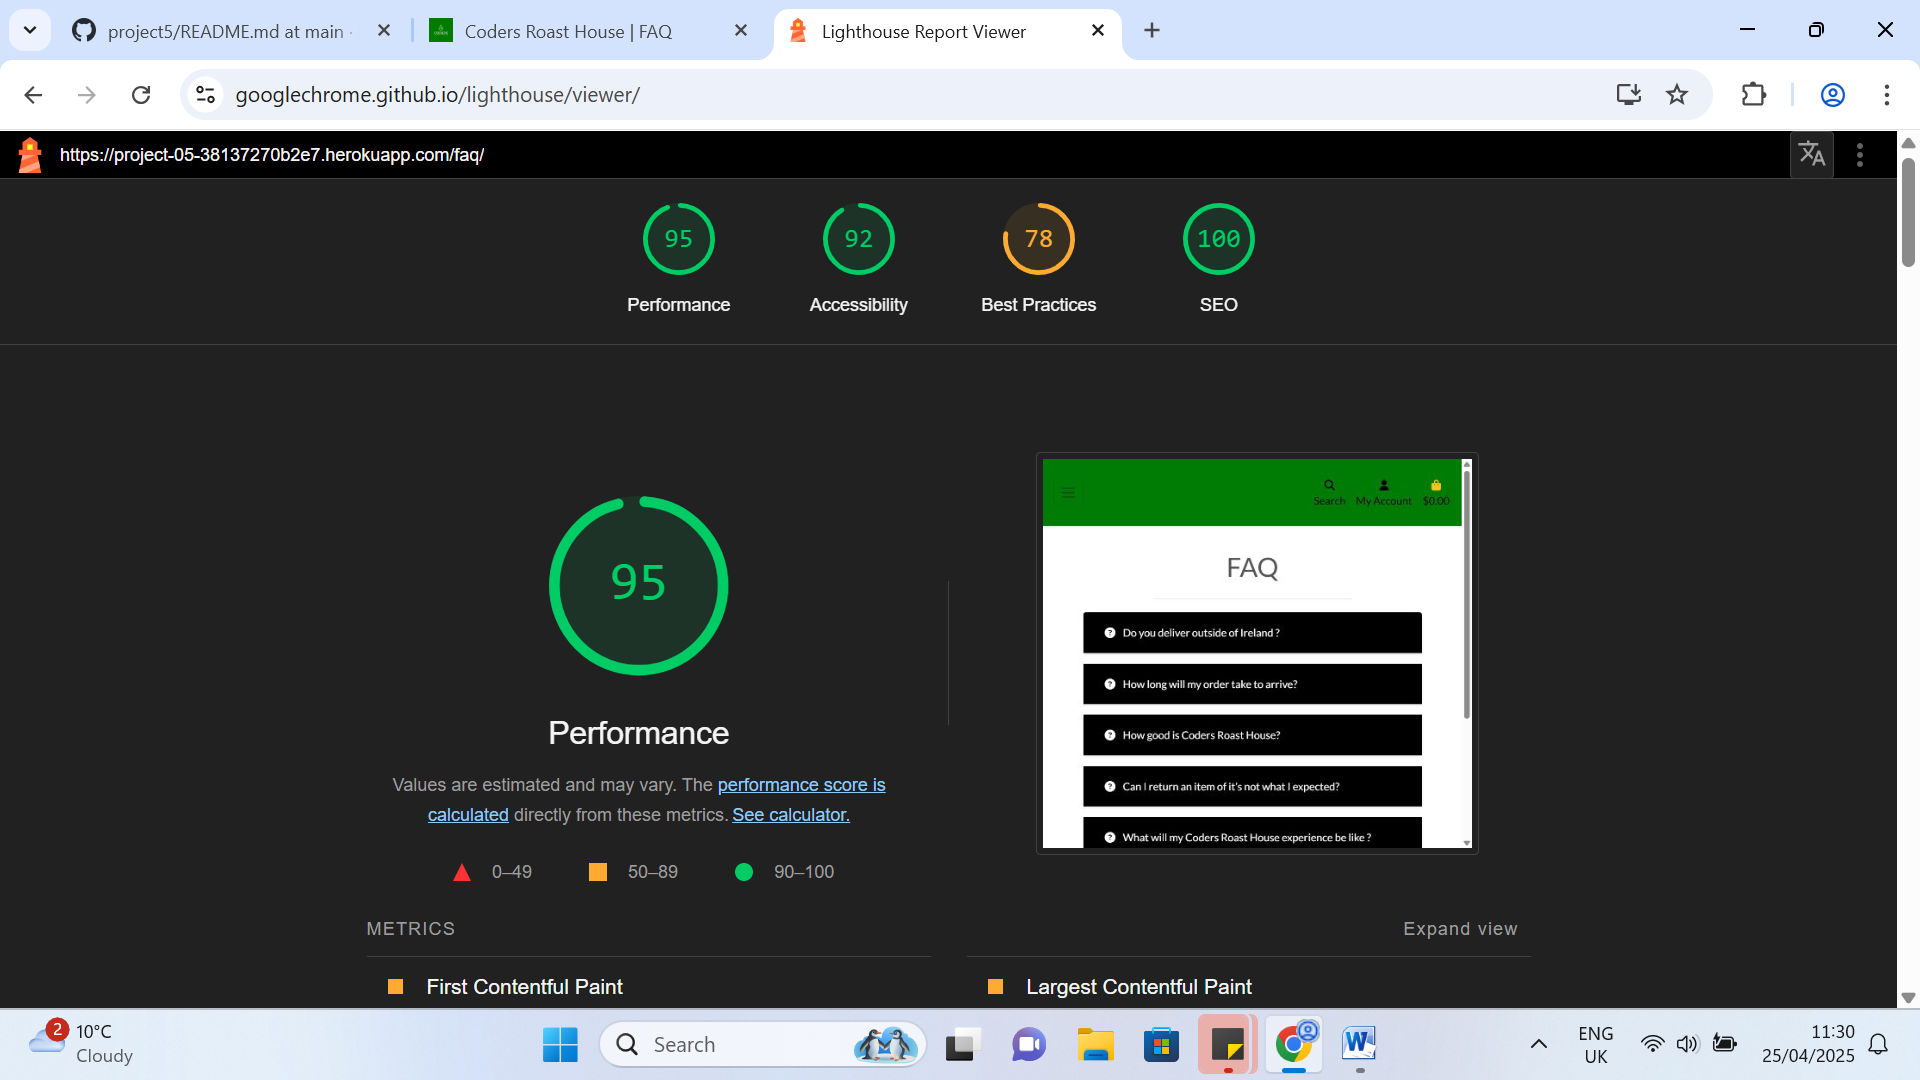 project5/README.md at main ·
Coders Roast House | FAQ
Lighthouse Report Viewer
googlechrome.github.io/lighthouse/viewer/
https://project-05-38137270b2e7.herokuapp.com/faq/
95
92
78
100
Performance
Accessibility
Best Practices
SEO
95
Performance
Values are estimated and may vary. The performance score is
calculated directly from these metrics. See calculator.
0–49
50–89
90–100
Search
My Account
$0.00
FAQ
Do you deliver outside of Ireland ?
How long will my order take to arrive?
How good is Coders Roast House?
Can I return an item of it's not what I expected?
What will my Coders Roast House experience be like ?
METRICS
Expand view
First Contentful Paint
Largest Contentful Paint
2
10°C
Cloudy
Search
ENG
UK
11:30
25/04/2025